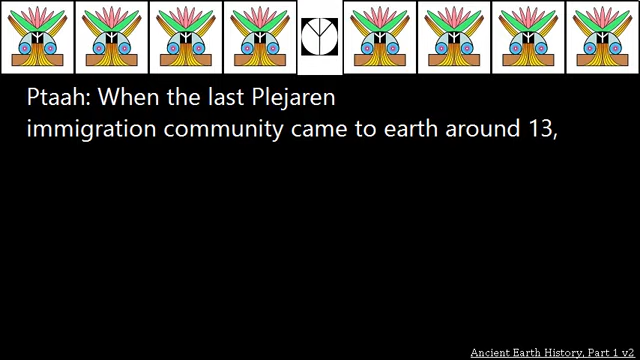 Ptaah: When the last Plejaren
immigration community came to earth around 13,
Ancient Earth History, Part 1 v2